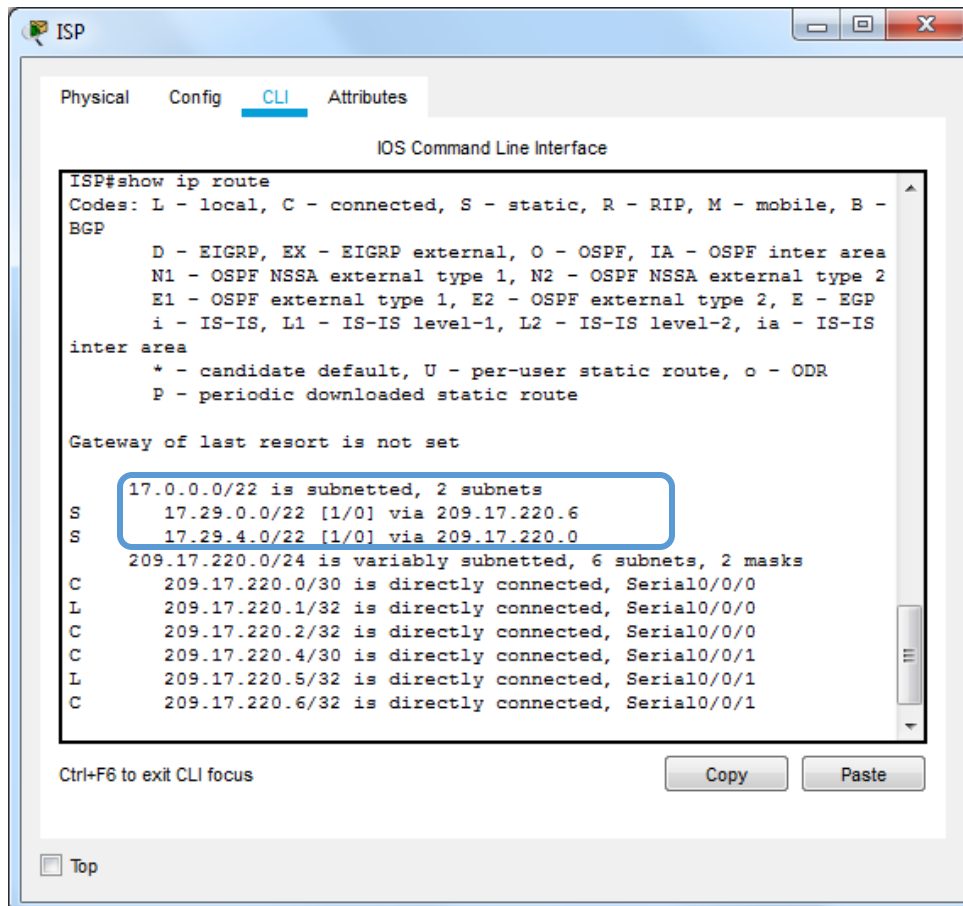 ISP
Physical Config CLI Attributes
IOS Command Line Interface
ISP#show ip route
Codes: L - local, C - connected, S - static, R - RIP, M - mobile, B -
BGP
D - EIGRP, EX - EIGRP external, O - OSPF, IA - OSPF inter area
N1 - OSPF NSSA external type 1, N2 - OSPF NSSA external type 2
E1 - OSPF external type 1, E2 - OSPF external type 2, E - EGP
i - IS-IS, L1 - IS-IS level-1, L2 - IS-IS level-2, ia - IS-IS
inter area
* - candidate default, U - per-user static route, o - ODR
P - periodic downloaded static route
Gateway of last resort is not set
17.0.0.0/22 is subnetted, 2 subnets
S 17.29.0.0/22 [1/0] via 209.17.220.6
S 17.29.4.0/22 [1/0] via 209.17.220.0
209.17.220.0/24 is variably subnetted, 6 subnets, 2 masks
C 209.17.220.0/30 is directly connected, Serial0/0/0
L 209.17.220.1/32 is directly connected, Serial0/0/0
C 209.17.220.2/32 is directly connected, Serial0/0/0
C 209.17.220.4/30 is directly connected, Serial0/0/1
L 209.17.220.5/32 is directly connected, Serial0/0/1
C 209.17.220.6/32 is directly connected, Serial0/0/1
Ctrl+F6 to exit CLI focus Copy Paste
Top